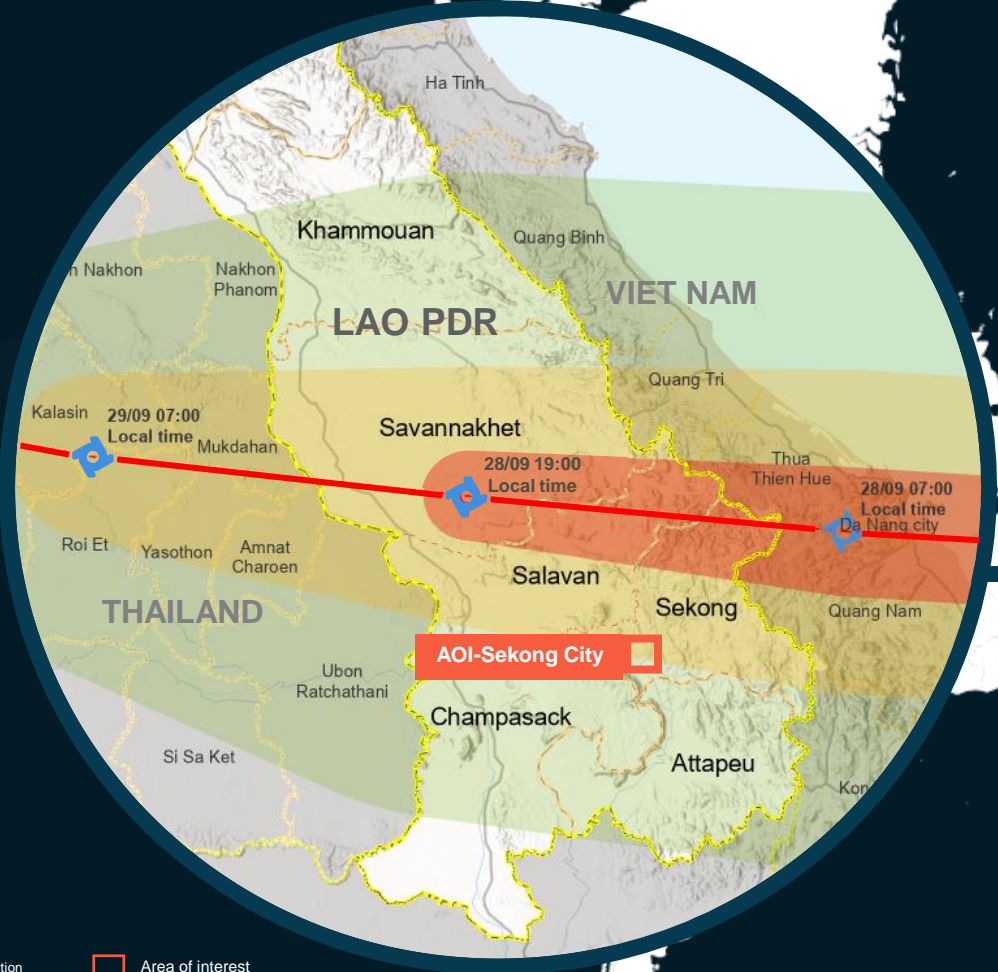 Ha Tinh
Khammouan
Quang Binh
Nakhon
Nakhon
Phanom
VIET NAM
LAO PDR
Quang Tri
Kalasin
29/09 07:00
Local time
Mukdahan
Savannakhet
28/09 19:00
Local time
Thua
Thien Hue
28/09 07:00
Local time
Da Nang city
Roi Et
Yasothon
Amnat
Charoen
Salavan
THAILAND
Sekong
Quang Nam
AOI-Sekong City
Ubon
Ratchathani
Champasack
Si Sa Ket
Attapeu
Kon
Area of interest